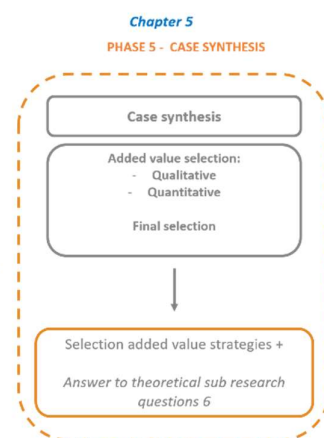 Chapter 5
PHASE 5 - CASE SYNTHESIS
Case synthesis
Added value selection:
- Qualitative
- Quantitative
Final selection
Selection added value strategies +
Answer to theoretical sub research
questions 6